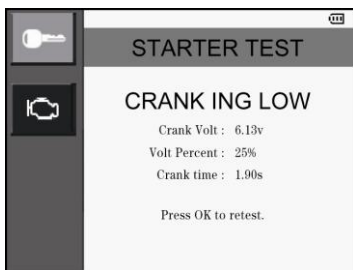 STARTER TEST
CRANK ING LOW
Crank Volt : 6.13v
Volt Percent : 25%
Crank time : 1.90s
Press OK to retest.